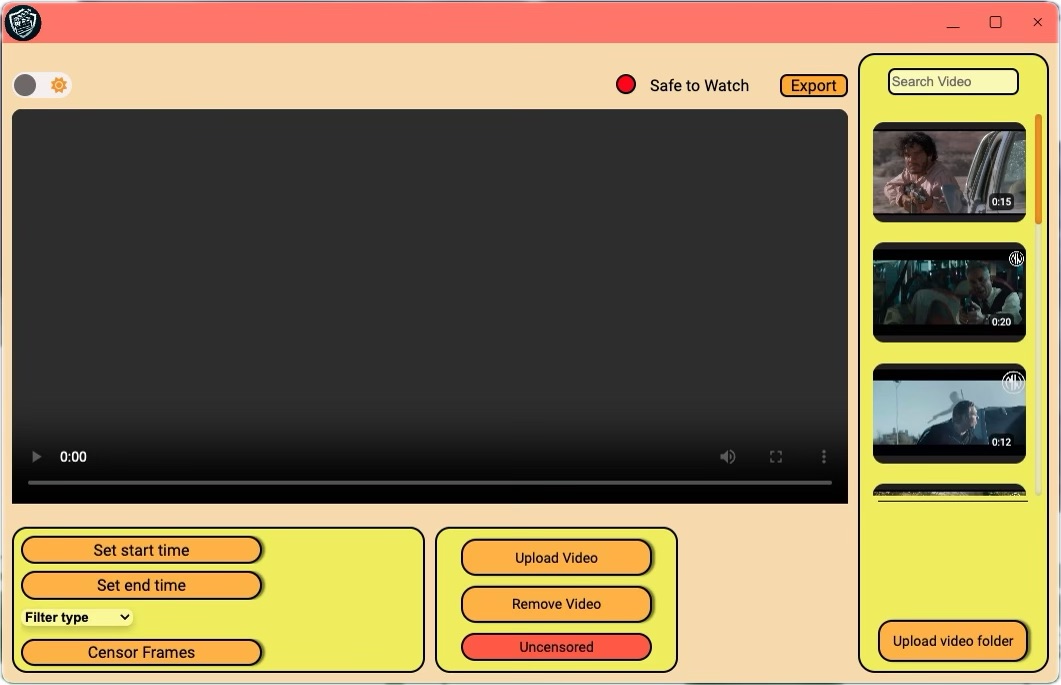 Safe to Watch
Export
Search Video
0:15
0:20
0:12
0:00
Set start time
Set end time
Filter type
Censor Frames
Upload Video
Remove Video
Uncensored
Upload video folder